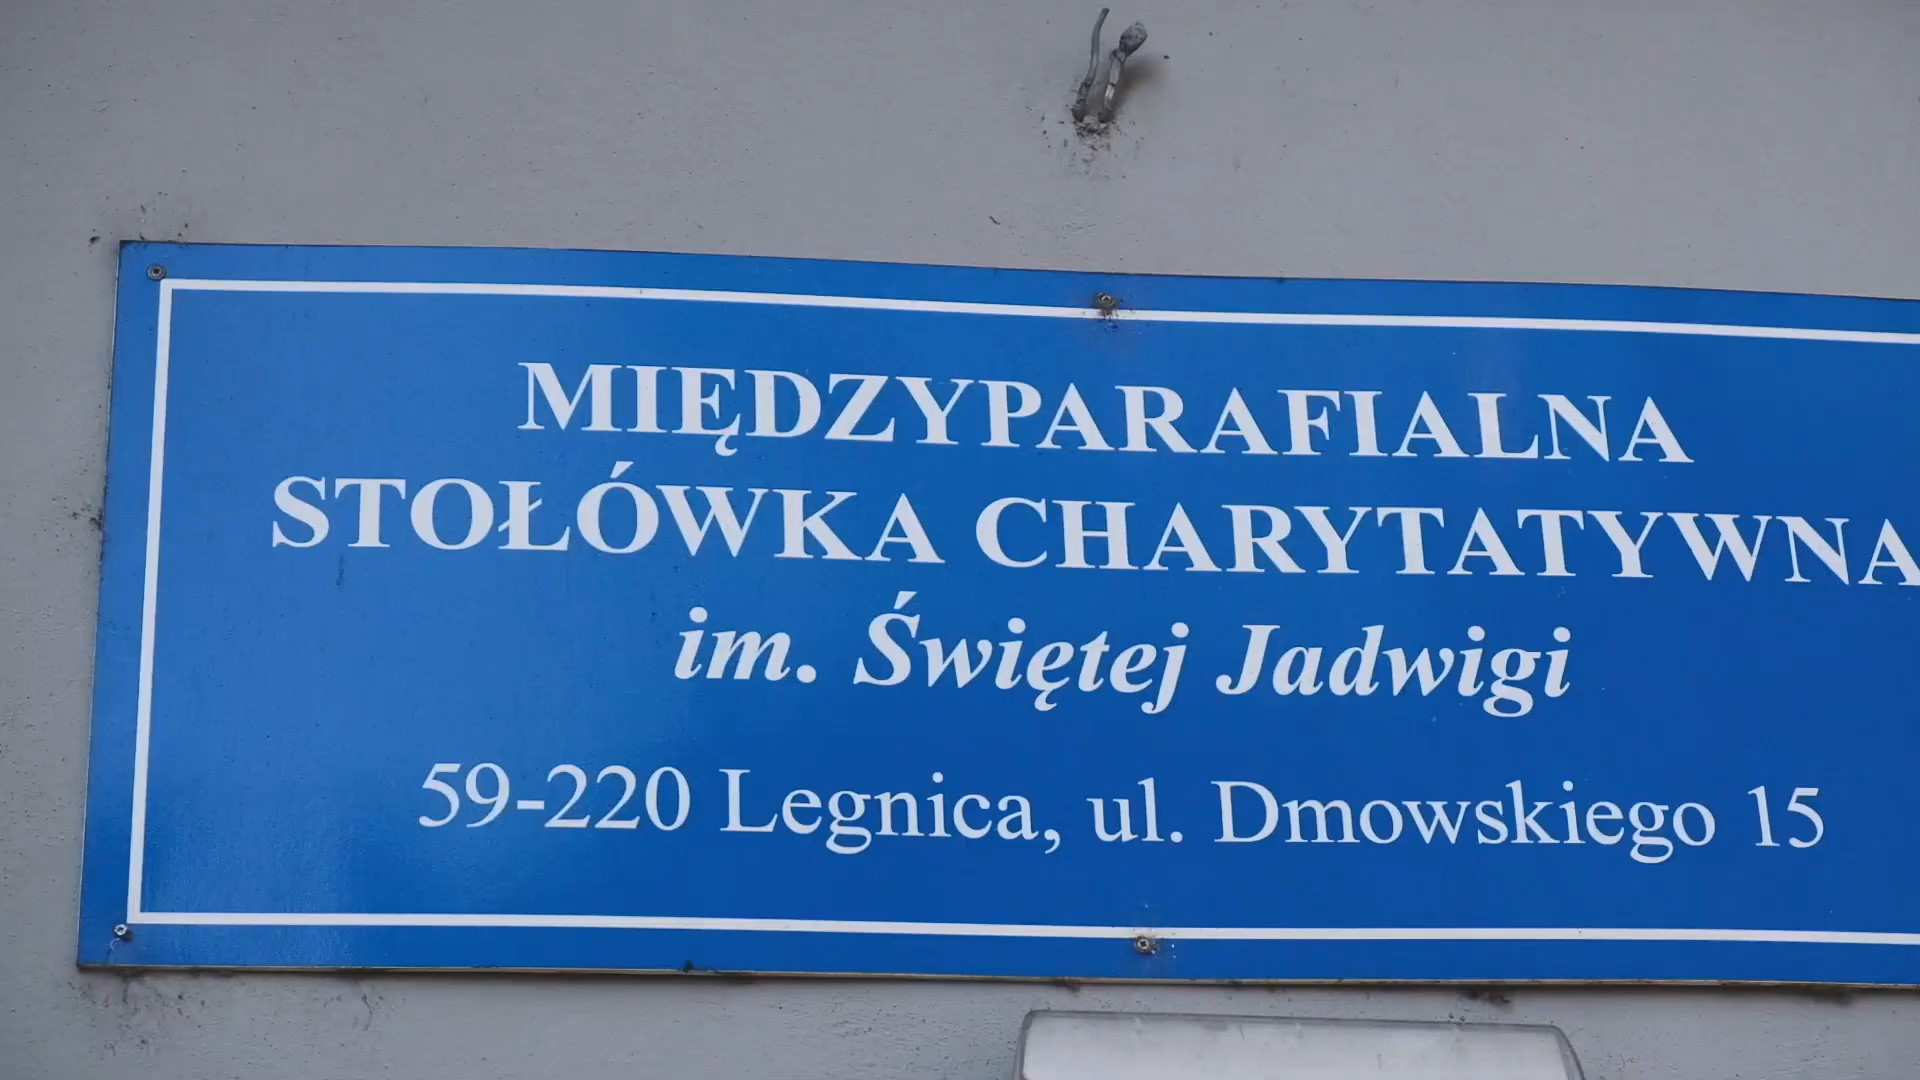 MIĘDZYPARAFIALNA
STOŁÓWKA CHARYTATYWNA
im. Świętej Jadwigi
59-220 Legnica, ul. Dmowskiego 15